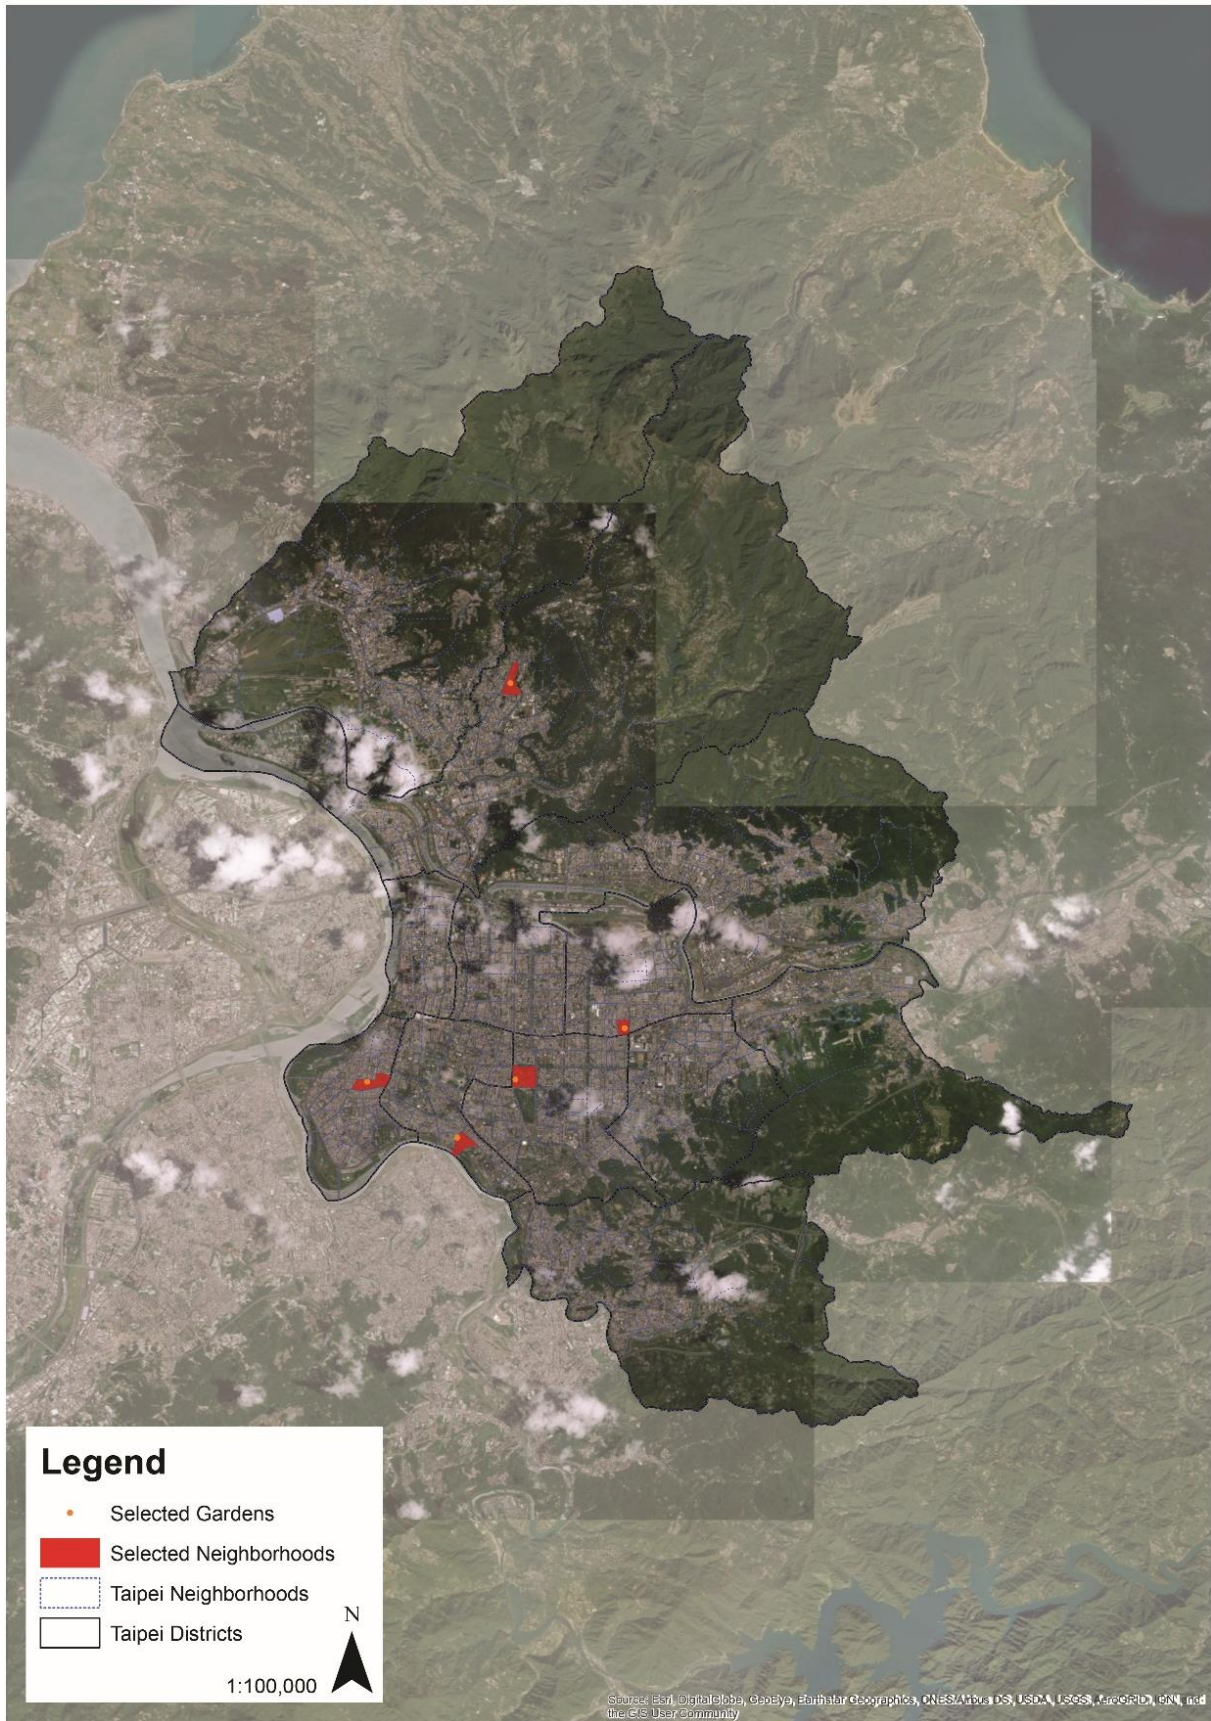 Legend
Selected Gardens
Selected Neighborhoods
Taipei Neighborhoods
Taipei Districts
N
1:100,000
Source: Esri, DigitalGlobe, GeoEye, Earthstar Geographics, CNES/Airbus DS, USDA, USGS, AeroGRID, IGN, and
the GIS User Community